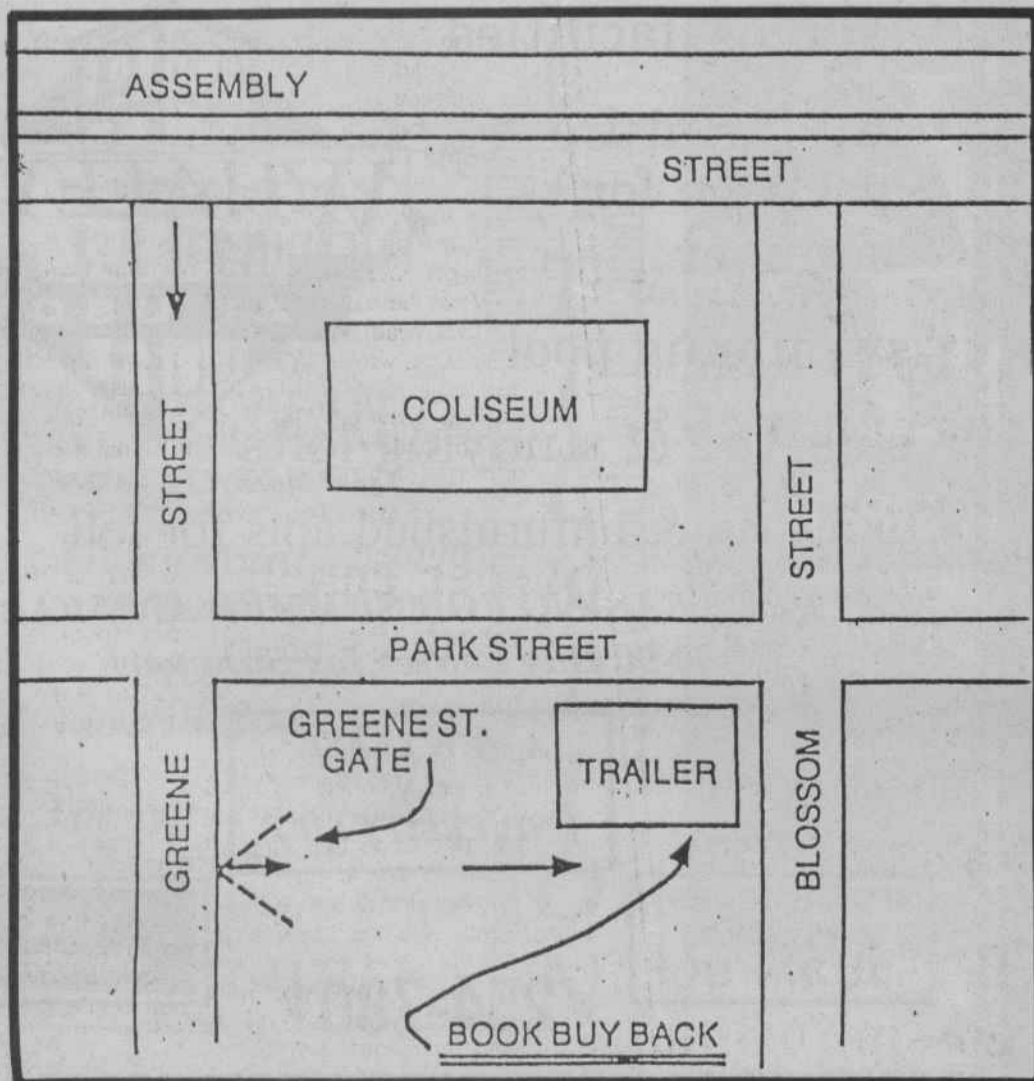 ASSEMBLY
STREET
STREET
COLISEUM
STREET
PARK STREET
GREENE ST.
GATE
TRAILER
GREENE
BLOSSOM
BOOK BUY BACK